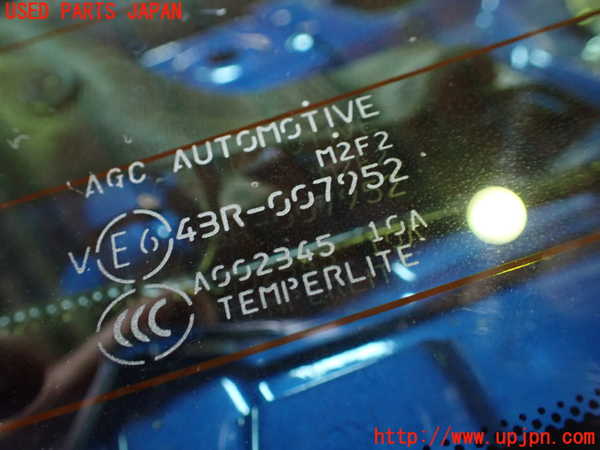 USED PARTS JAPAN
AGC AUTOMOTIVE
M2F2
V E6 43R-007952
CCC A002345 10A
TEMPERLITE
http://www.upjpn.com